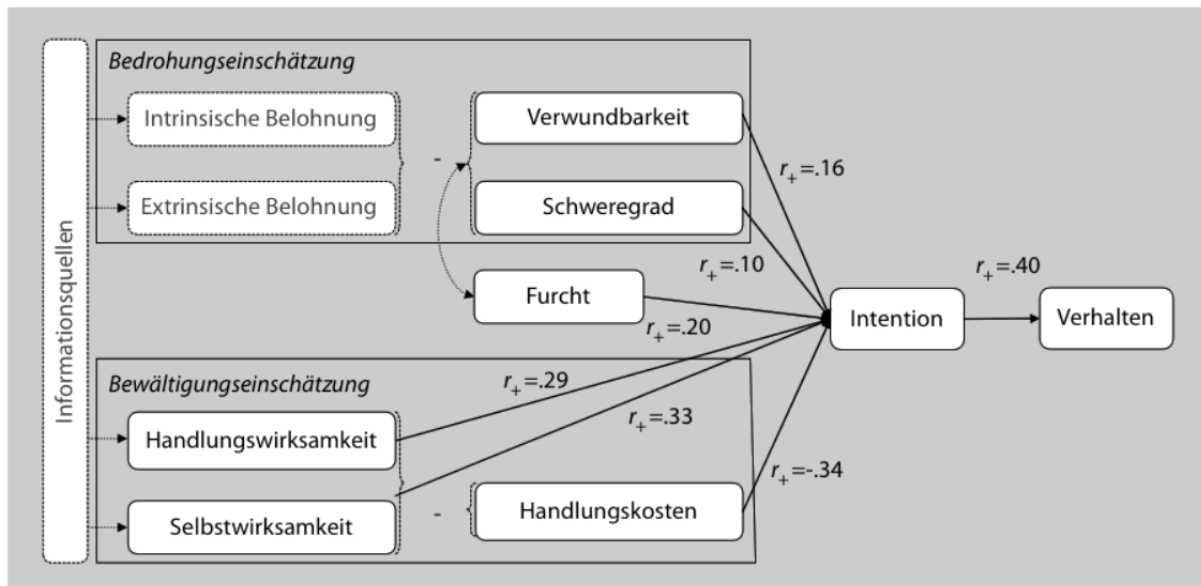 Informationsquellen
Bedrohungseinschätzung
Intrinsische Belohnung
-
Verwundbarkeit
Extrinsische Belohnung
Schweregrad
r+=.16
r+=.10
Furcht
r+=.20
Intention
r+=.40
Verhalten
Bewältigungseinschätzung
r+=.29
r+=.33
Handlungswirksamkeit
r+=-.34
Selbstwirksamkeit
-
Handlungskosten